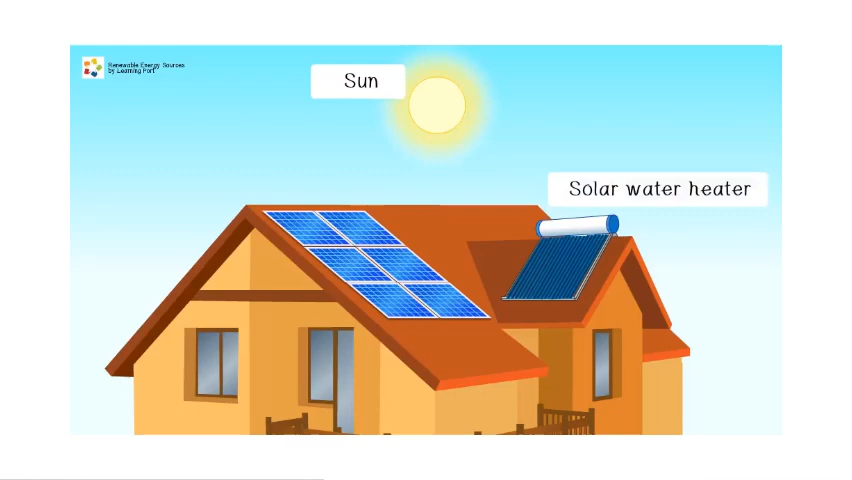 Renewable Energy Sources
by Learning Port
Sun
Solar water heater